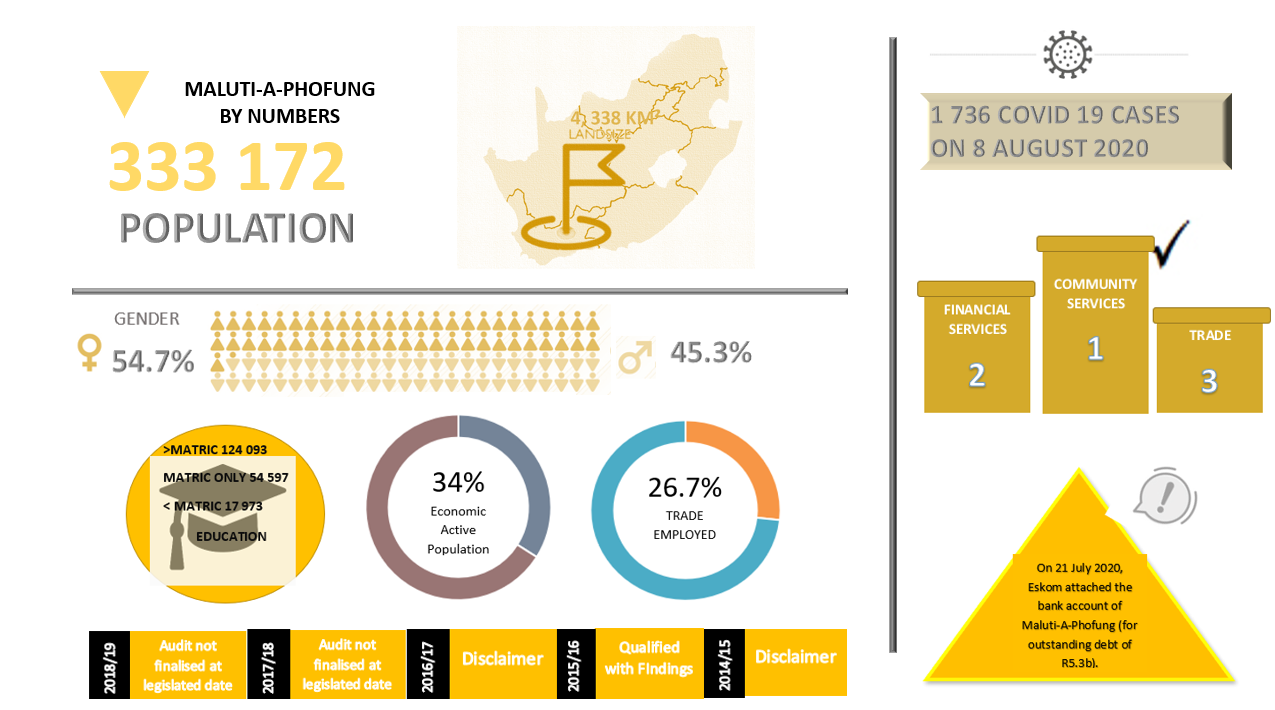 MALUTI-A-PHOFUNG
BY NUMBERS
333 172
POPULATION
4, 338 KM²
LANDSIZE
GENDER
54.7%
45.3%
>MATRIC 124 093
MATRIC ONLY 54 597
< MATRIC 17 973
EDUCATION
34%
Economic
Active
Population
26.7%
TRADE
EMPLOYED
2018/19
Audit not
finalised at
legislated date
2017/18
Audit not
finalised at
legislated date
2016/17
Disclaimer
2015/16
Qualified
with Findings
2014/15
Disclaimer
1 736 COVID 19 CASES
ON 8 AUGUST 2020
FINANCIAL
SERVICES
2
COMMUNITY
SERVICES
1
TRADE
3
On 21 July 2020,
Eskom attached the
bank account of
Maluti-A-Phofung (for
outstanding debt of
R5.3b).